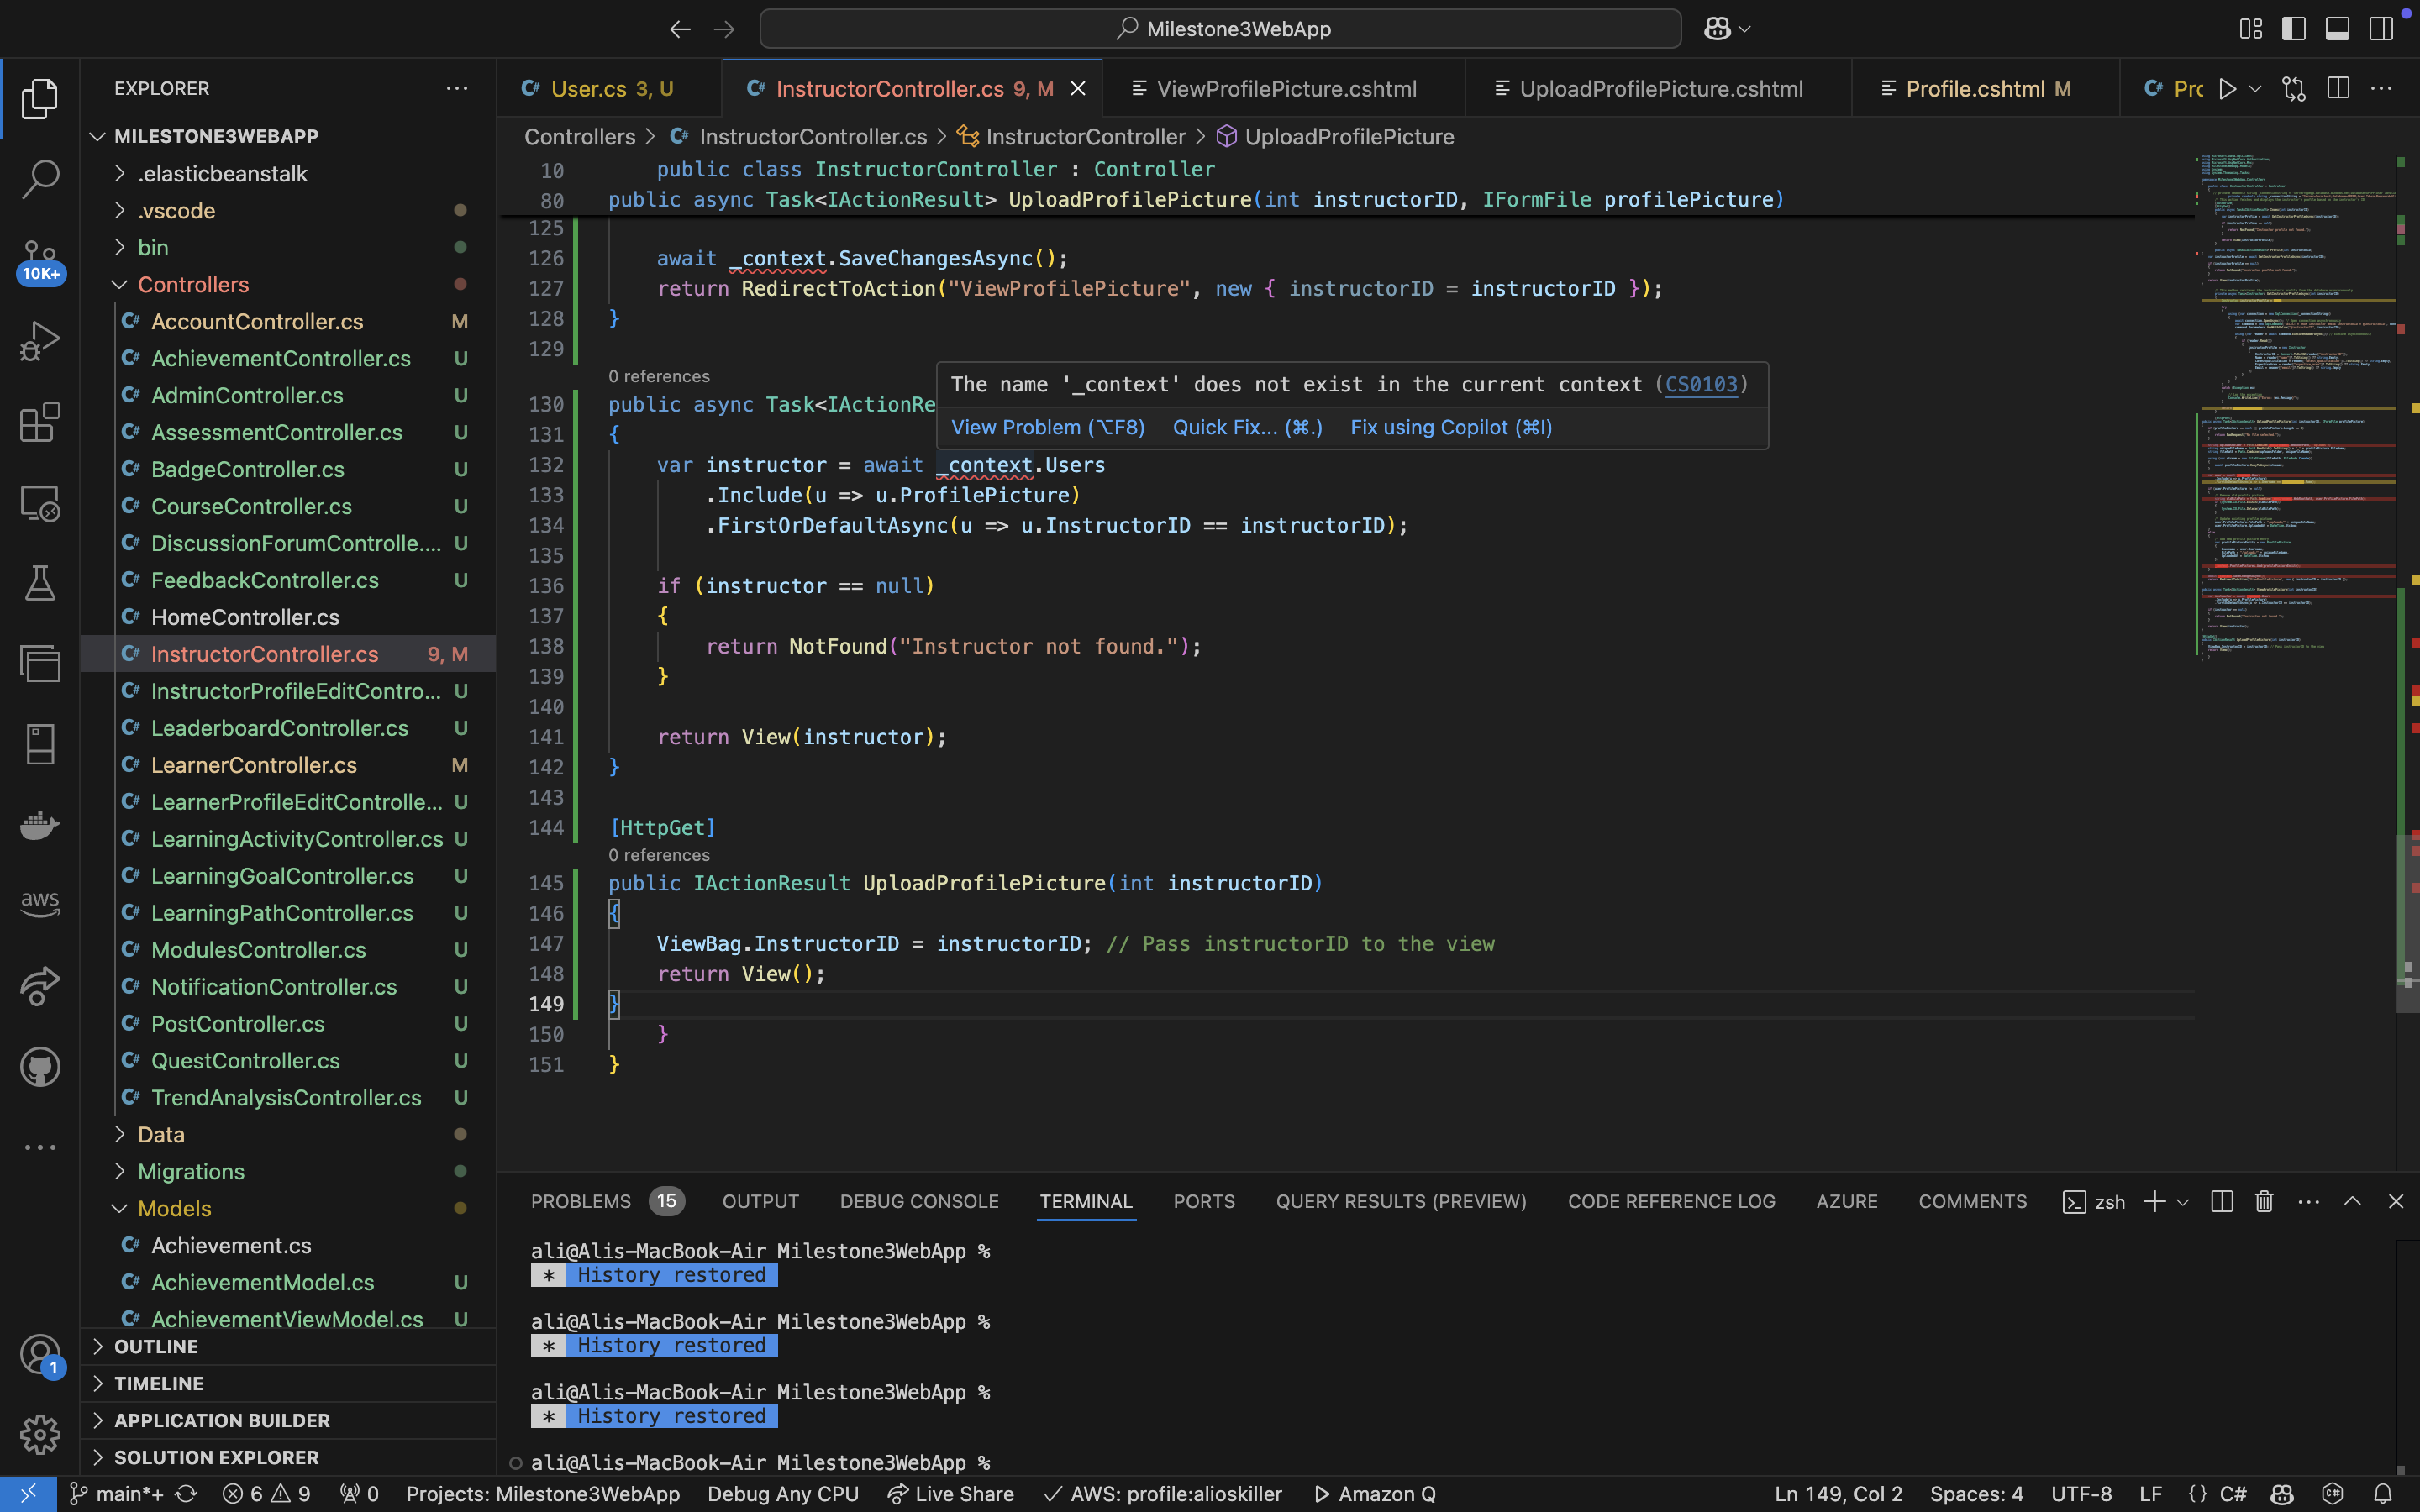 Milestone3WebApp
EXPLORER
MILESTONE3WEBAPP
.elasticbeanstalk
.vscode
bin
Controllers
AccountController.cs M
AchievementController.cs U
AdminController.cs U
AssessmentController.cs U
BadgeController.cs U
CourseController.cs U
DiscussionForumControlle.... U
FeedbackController.cs U
HomeController.cs
InstructorController.cs 9, M
InstructorProfileEditContro... U
LeaderboardController.cs U
LearnerController.cs M
LearnerProfileEditControlle... U
LearningActivityController.cs U
LearningGoalController.cs U
LearningPathController.cs U
ModulesController.cs U
NotificationController.cs U
PostController.cs U
QuestController.cs U
TrendAnalysisController.cs U
Data
Migrations
Models
Achievement.cs
AchievementModel.cs U
AchievementViewModel.cs U
OUTLINE
TIMELINE
APPLICATION BUILDER
SOLUTION EXPLORER
10K+
aws
1
User.cs 3, U
InstructorController.cs 9, M
ViewProfilePicture.cshtml
UploadProfilePicture.cshtml
Profile.cshtml M
Prc
Controllers > InstructorController.cs > InstructorController > UploadProfilePicture
10 public class InstructorController : Controller
80 public async Task<IActionResult> UploadProfilePicture(int instructorID, IFormFile profilePicture)
125
126 await _context.SaveChangesAsync();
127 return RedirectToAction("ViewProfilePicture", new { instructorID = instructorID });
128 }
129
0 references
130 public async Task<IActionRe
The name '_context' does not exist in the current context (CS0103)
View Problem (⌥F8) Quick Fix... (⌘.) Fix using Copilot (⌘I)
131 {
132 var instructor = await _context.Users
133 .Include(u => u.ProfilePicture)
134 .FirstOrDefaultAsync(u => u.InstructorID == instructorID);
135
136 if (instructor == null)
137 {
138 return NotFound("Instructor not found.");
139 }
140
141 return View(instructor);
142 }
143
144 [HttpGet]
0 references
145 public IActionResult UploadProfilePicture(int instructorID)
146 {
147 ViewBag.InstructorID = instructorID; // Pass instructorID to the view
148 return View();
149 }
150 }
151 }
PROBLEMS 15 OUTPUT DEBUG CONSOLE TERMINAL PORTS QUERY RESULTS (PREVIEW) CODE REFERENCE LOG AZURE COMMENTS zsh
ali@Alis-MacBook-Air Milestone3WebApp %
* History restored
ali@Alis-MacBook-Air Milestone3WebApp %
* History restored
ali@Alis-MacBook-Air Milestone3WebApp %
* History restored
ali@Alis-MacBook-Air Milestone3WebApp %
main*+ 6 9 0 Projects: Milestone3WebApp Debug Any CPU Live Share AWS: profile:alioskiller Amazon Q Ln 149, Col 2 Spaces: 4 UTF-8 LF {} C#